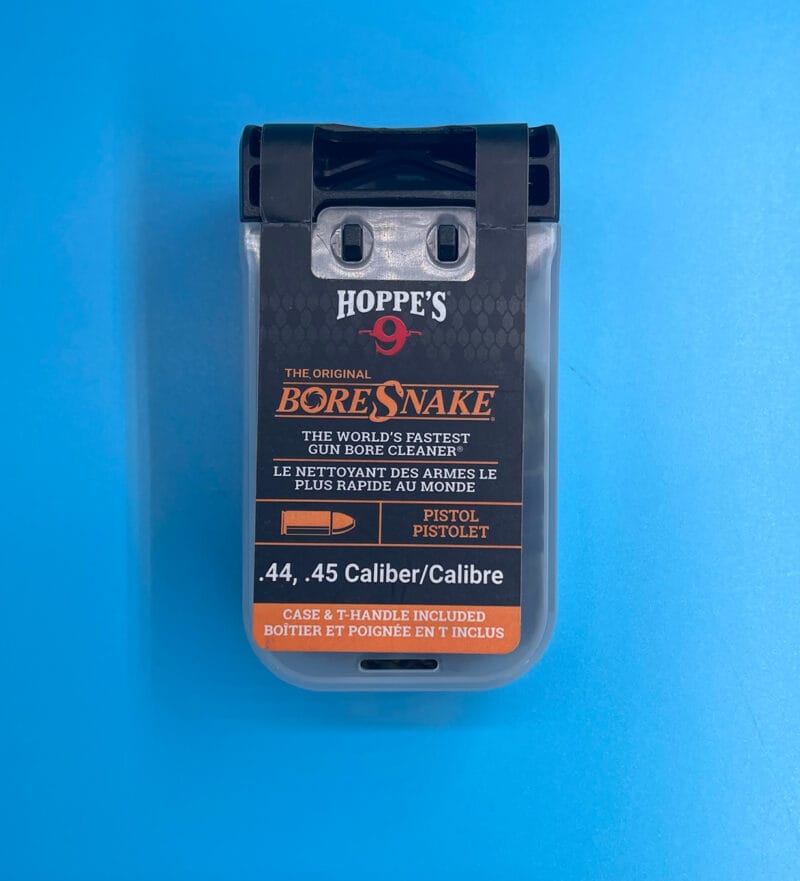 HOPPE'S
9
THE ORIGINAL
BORESNAKE®
THE WORLD'S FASTEST
GUN BORE CLEANER®
LE NETTOYANT DES ARMES LE
PLUS RAPIDE AU MONDE
PISTOL
PISTOLET
.44, .45 Caliber/Calibre
CASE & T-HANDLE INCLUDED
BOÎTIER ET POIGNÉE EN T INCLUS